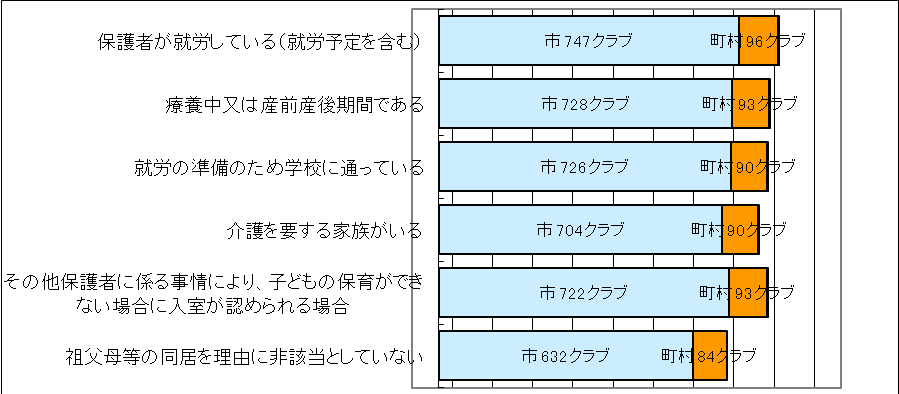 保護者が就労している(就労予定を含む) 市747クラブ 町村96クラブ
療養中又は産前産後期間である 市728クラブ 町村93クラブ
就労の準備のため学校に通っている 市726クラブ 町村90クラブ
介護を要する家族がいる 市704クラブ 町村90クラブ
その他保護者に係る事情により、子どもの保育ができ
ない場合に入室が認められる場合 市722クラブ 町村93クラブ
祖父母等の同居を理由に非該当としていない 市632クラブ 町村84クラブ